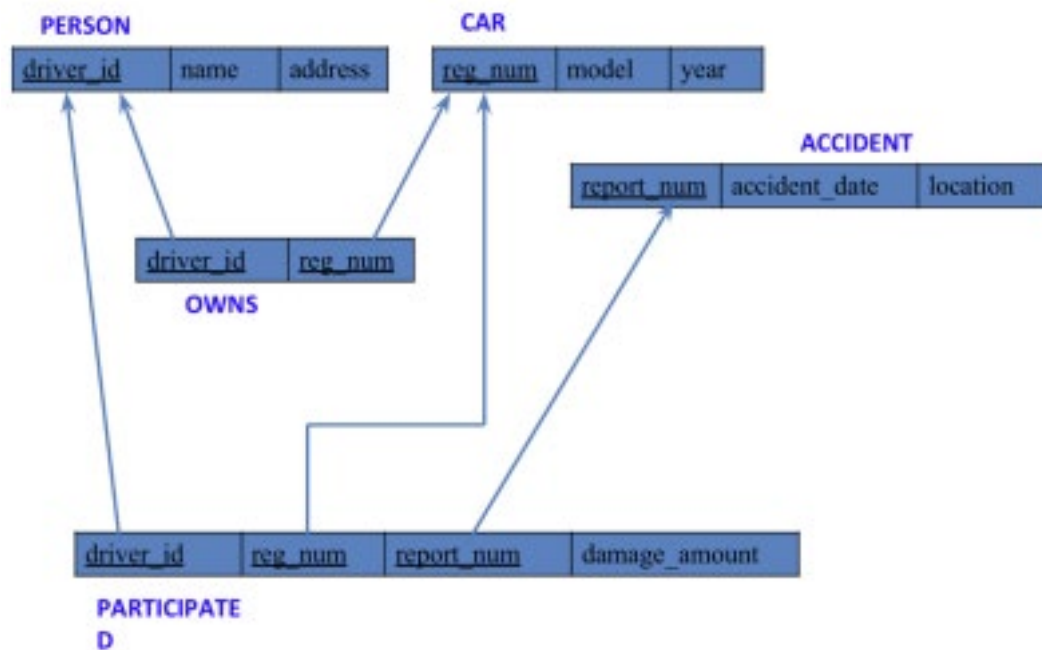 PERSON
driver_id name address
CAR
reg_num model year
ACCIDENT
report_num accident_date location
driver_id reg_num
OWNS
driver_id reg_num report_num damage_amount
PARTICIPATE
D